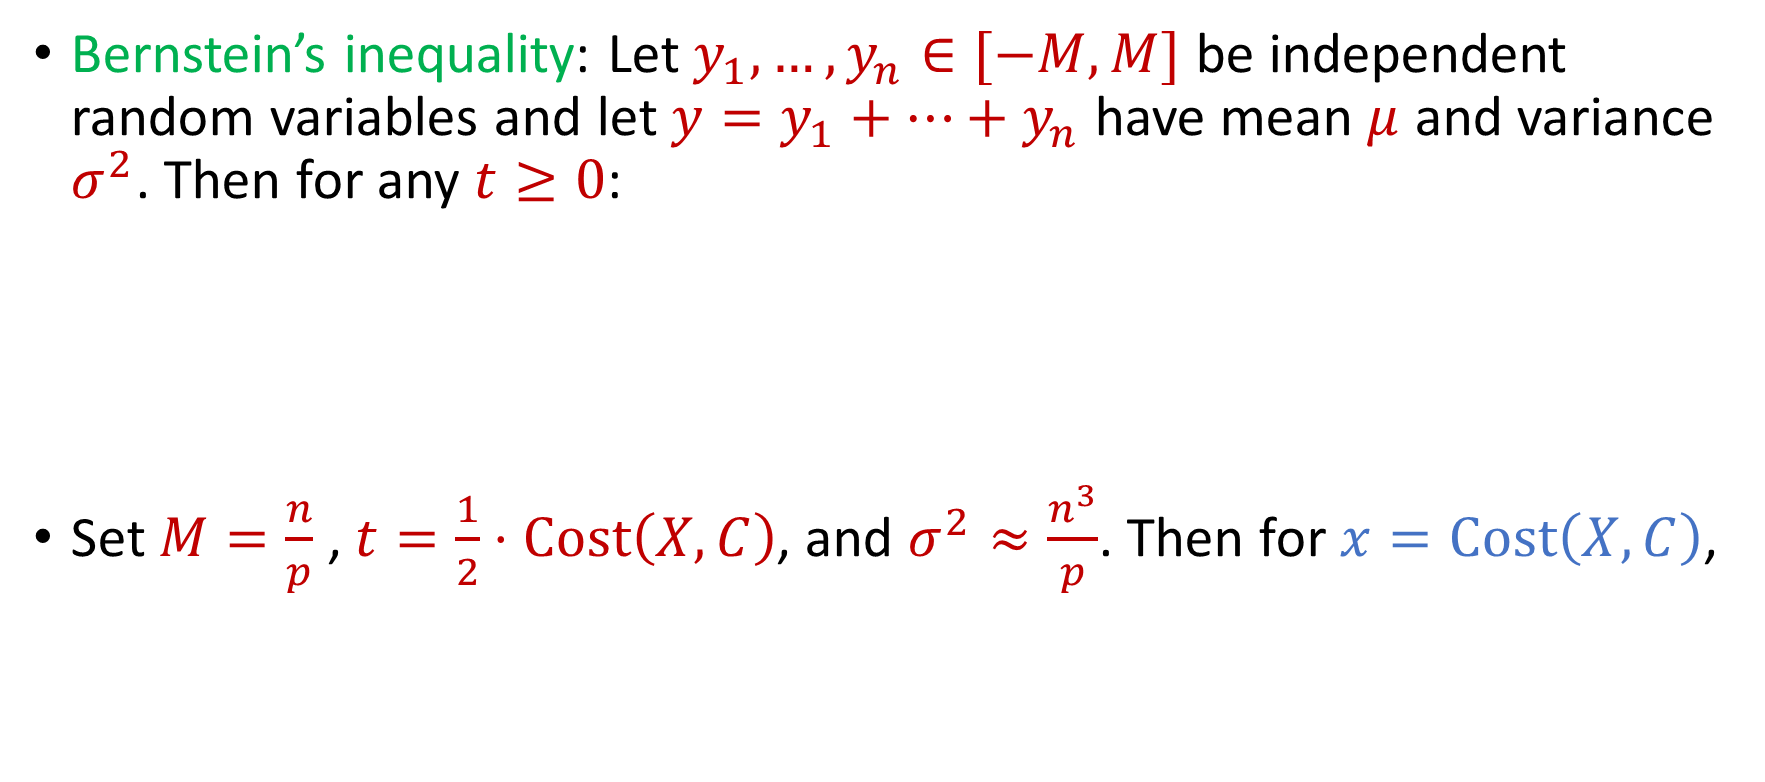 • Bernstein's inequality: Let y₁, … , yₙ ∈ [−M, M] be independent
random variables and let y = y₁ + ⋯ + yₙ have mean μ and variance
σ². Then for any t ≥ 0:
• Set M = n/p , t = 1/2 · Cost(X, C), and σ² ≈ n³/p. Then for x = Cost(X, C),